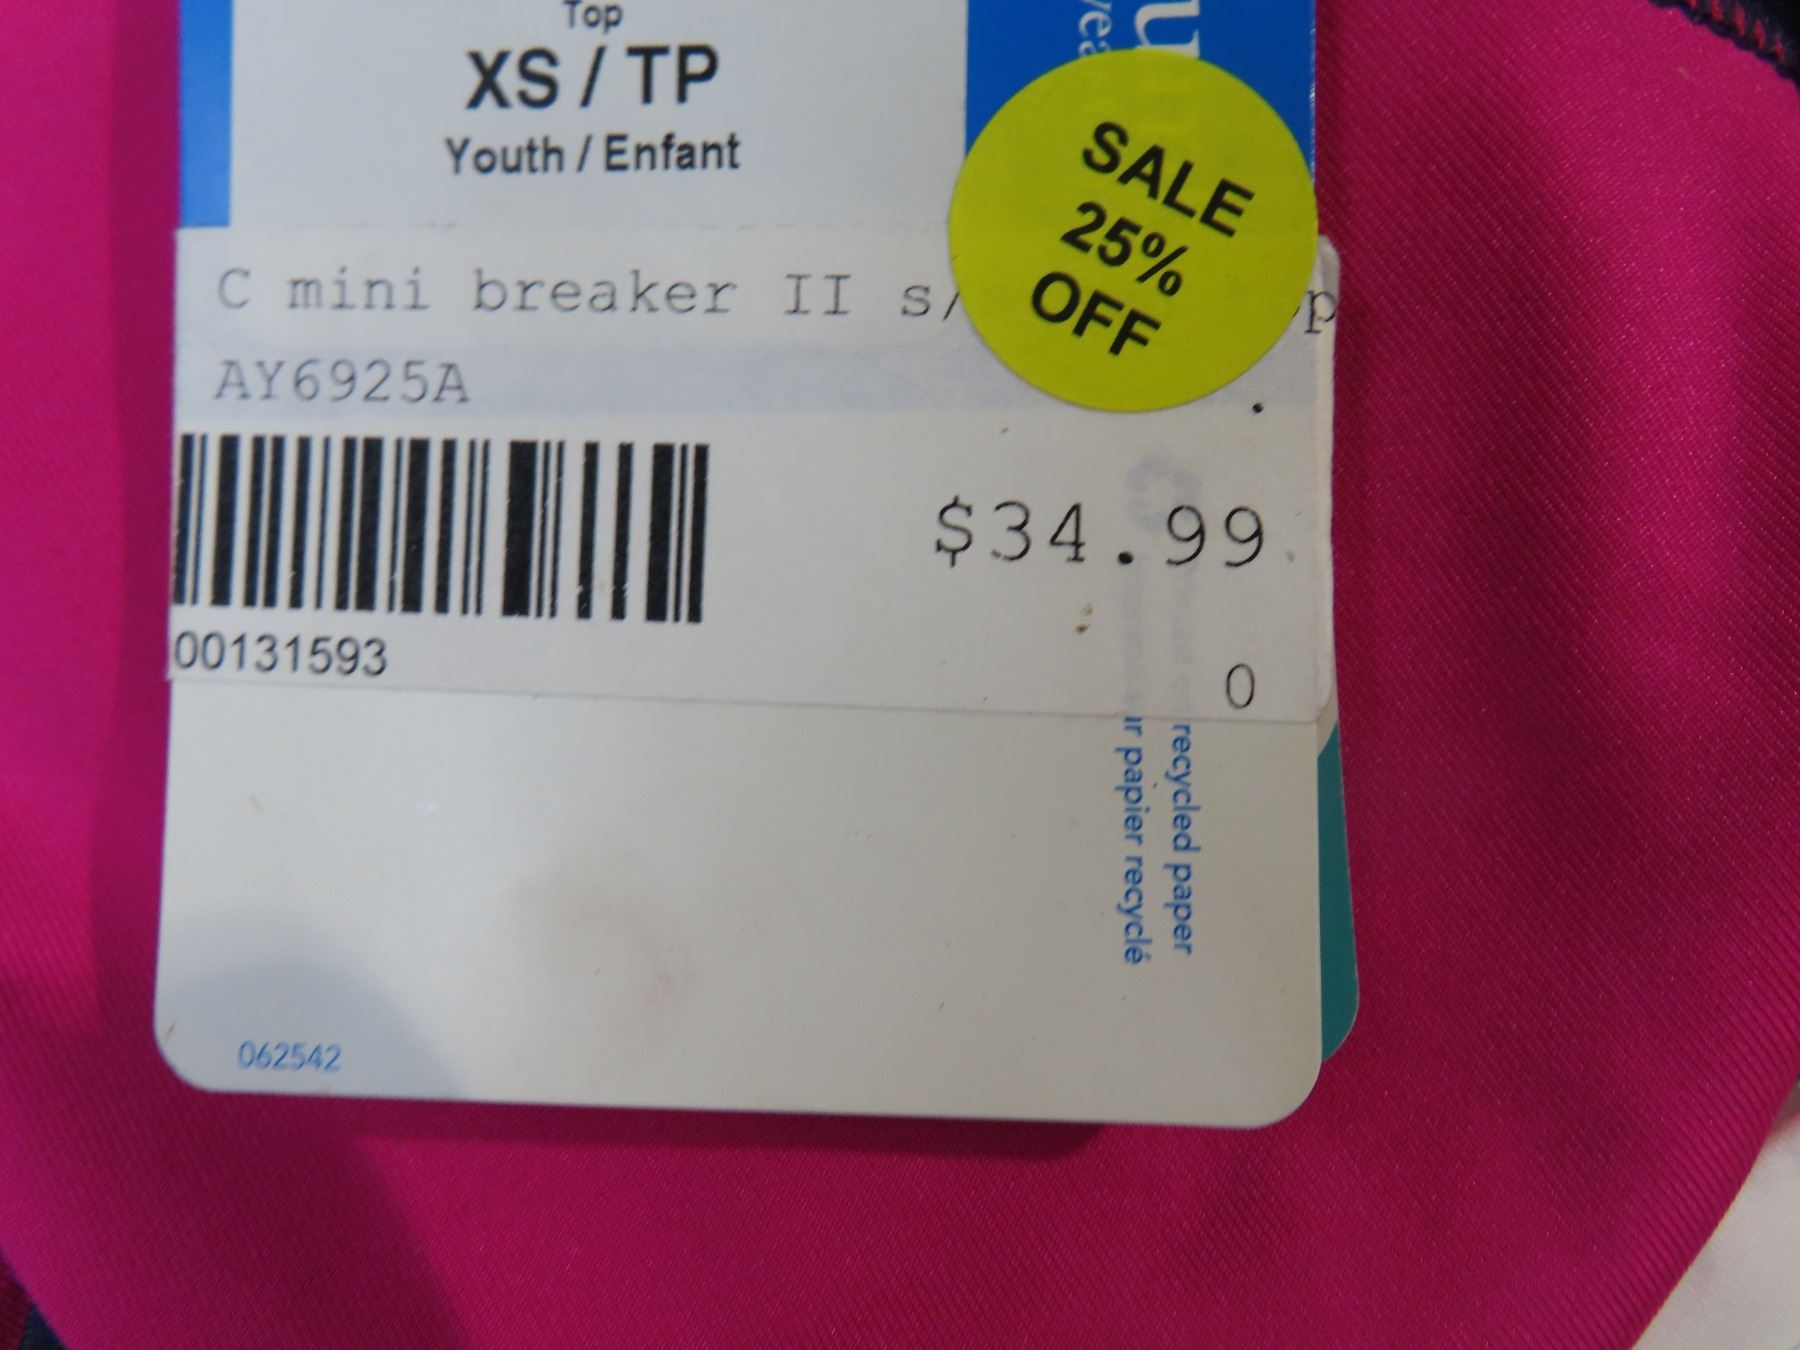 Top
XS / TP
Youth / Enfant
SALE
25%
OFF
C mini breaker II s/
AY6925A
$34.99
00131593
0
recycled paper
papier recyclé
062542